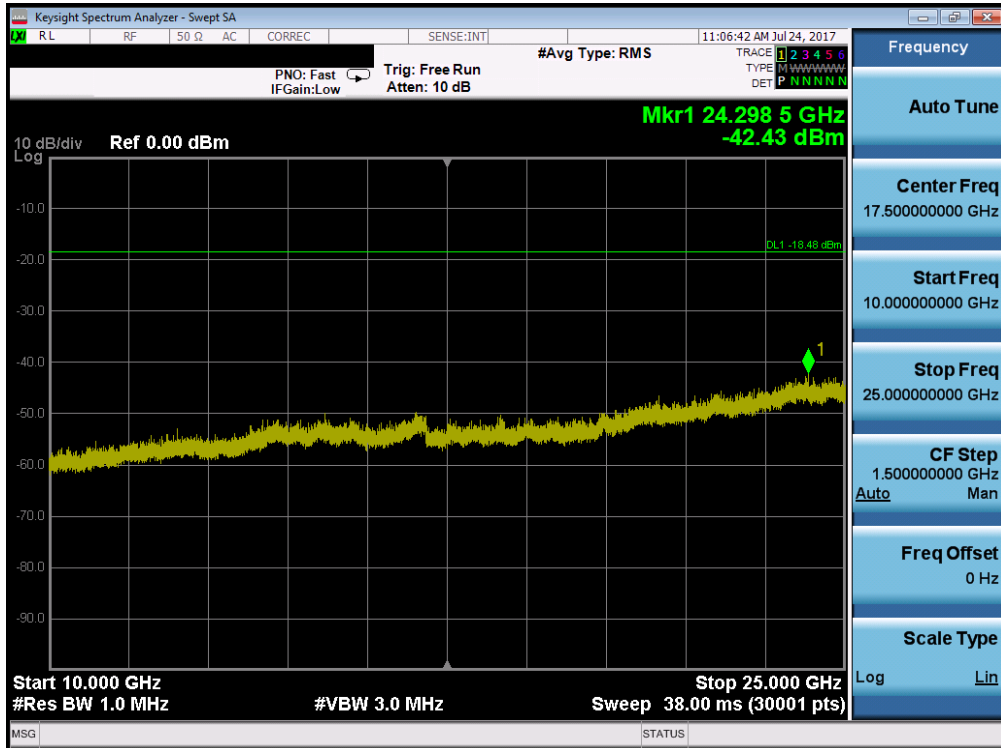 Keysight Spectrum Analyzer - Swept SA
LXI RL RF 50 Ω AC CORREC SENSE:INT 11:06:42 AM Jul 24, 2017
#Avg Type: RMS TRACE 1 2 3 4 5 6
PNO: Fast Trig: Free Run TYPE M WWWWW
IFGain:Low Atten: 10 dB DET P N N N N N
Mkr1 24.298 5 GHz
-42.43 dBm
10 dB/div Ref 0.00 dBm
Log
-10.0
DL1 -18.48 dBm
-20.0
-30.0
1
-40.0
-50.0
-60.0
-70.0
-80.0
-90.0
Start 10.000 GHz Stop 25.000 GHz
#Res BW 1.0 MHz #VBW 3.0 MHz Sweep 38.00 ms (30001 pts)
MSG STATUS
Frequency
Auto Tune
Center Freq
17.500000000 GHz
Start Freq
10.000000000 GHz
Stop Freq
25.000000000 GHz
CF Step
1.500000000 GHz
Auto Man
Freq Offset
0 Hz
Scale Type
Log Lin